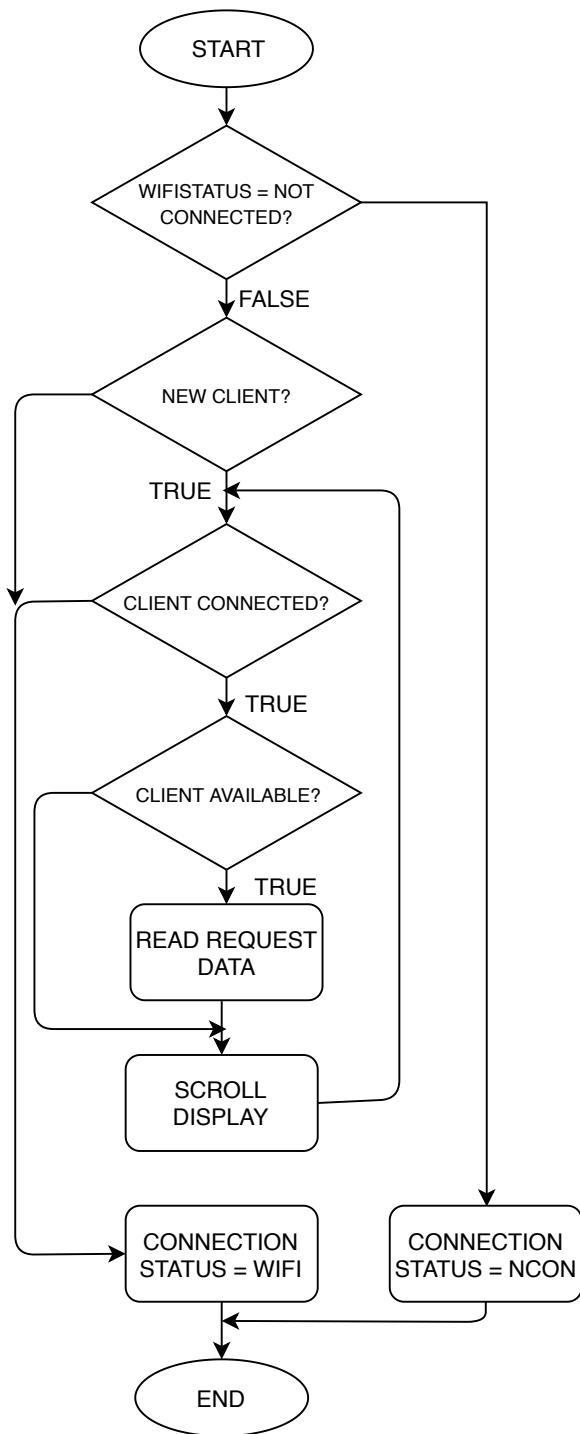 START
WIFISTATUS = NOT
CONNECTED?
FALSE
NEW CLIENT?
TRUE
CLIENT CONNECTED?
TRUE
CLIENT AVAILABLE?
TRUE
READ REQUEST
DATA
SCROLL
DISPLAY
CONNECTION
STATUS = WIFI
CONNECTION
STATUS = NCON
END